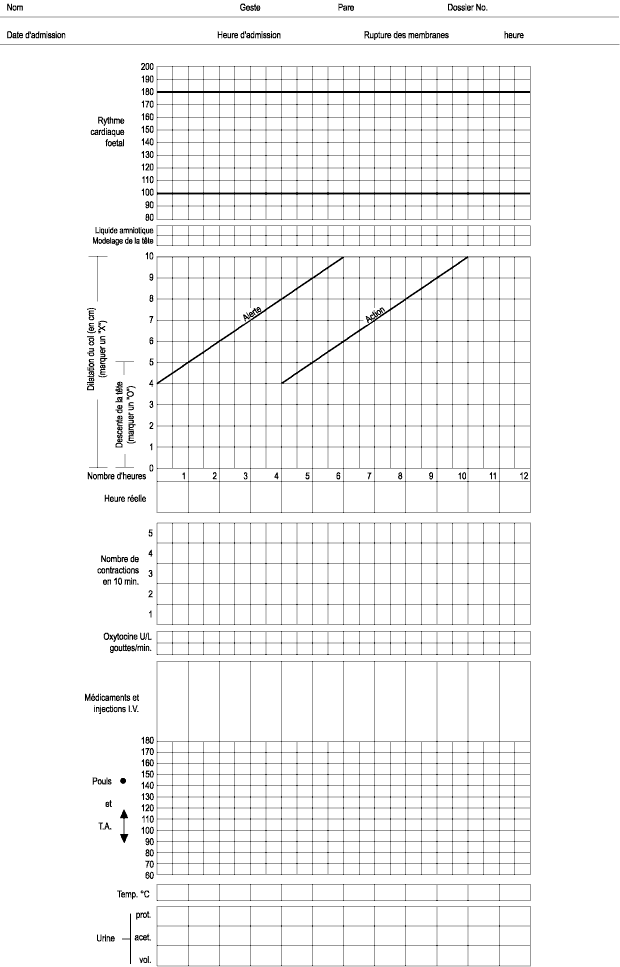 Nom Geste Pare Dossier No.
Date d'admission Heure d'admission Rupture des membranes heure
200
190
180
170
160
Rythme 150
cardiaque 140
foetal 130
120
110
100
90
80
Liquide amniotique
Modelage de la tête
10
9
8
7
6
5
4
3
2
1
0
Dilatation du col (en cm)
(marquer un "X")
Descente de la tête
(marquer un "O")
Alerte
Action
Nombre d'heures 1 2 3 4 5 6 7 8 9 10 11 12
Heure réelle
5
4
Nombre de
contractions 3
en 10 min.
2
1
Oxytocine U/L
gouttes/min.
Médicaments et
injections I.V.
180
170
160
150
Pouls 140
130
et 120
110
T.A. 100
90
80
70
60
Temp. °C
prot.
Urine acet.
vol.